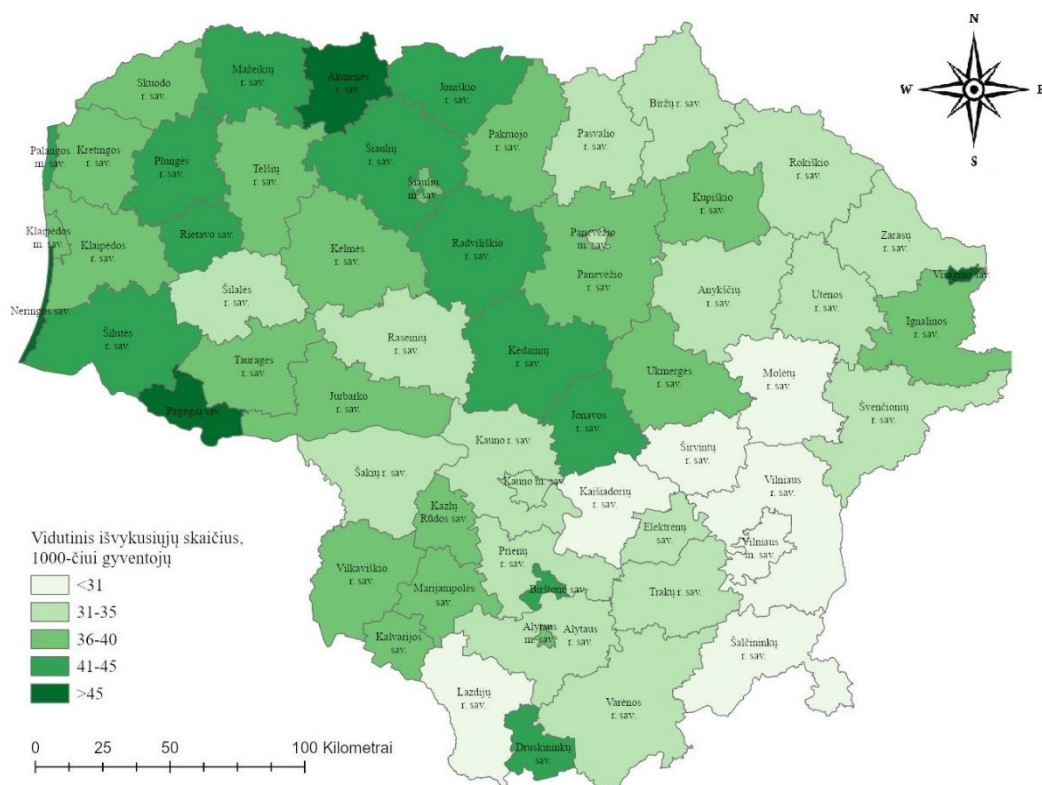 N
W
E
S
Skuodo
r. sav.
Mažeikių
r. sav.
Akmenės
r. sav.
Joniškio
r. sav.
Biržų r. sav.
Pasvalio
r. sav.
Pakruojo
r. sav.
Palangos
m. sav.
Kretingos
r. sav.
Plungės
r. sav.
Telšių
r. sav.
Šiaulių
r. sav.
Šiaulių
m. sav.
Rokiškio
r. sav.
Kupiškio
r. sav.
Klaipėdos
m. sav.
Klaipėdos
r. sav.
Rietavo sav.
Kelmės
r. sav.
Radviliškio
r. sav.
Panevėžio
m. sav.
Panevėžio
r. sav.
Zarasų
r. sav.
Visagino sav.
Anykščių
r. sav.
Utenos
r. sav.
Ignalinos
r. sav.
Neringos sav.
Šilutės
r. sav.
Šilalės
r. sav.
Raseinių
r. sav.
Tauragės
r. sav.
Kėdainių
r. sav.
Ukmergės
r. sav.
Molėtų
r. sav.
Švenčionių
r. sav.
Pagėgių sav.
Jurbarko
r. sav.
Jonavos
r. sav.
Kauno r. sav.
Širvintų
r. sav.
Šakių r. sav.
Kauno m. sav.
Kaišiadorių
r. sav.
Vilniaus
r. sav.
Kazlų
Rūdos sav.
Elektrėnų
sav.
Vilniaus
m. sav.
Prienų
r. sav.
Vilkaviškio
r. sav.
Marijampolės
sav.
Birštono sav.
Trakų r. sav.
Kalvarijos
sav.
Alytaus
m. sav.
Alytaus
r. sav.
Šalčininkų
r. sav.
Lazdijų
r. sav.
Varėnos
r. sav.
Druskininkų
sav.
Vidutinis išvykusiųjų skaičius,
1000-čiui gyventojų
<31
31-35
36-40
41-45
>45
0 25 50 100 Kilometrai